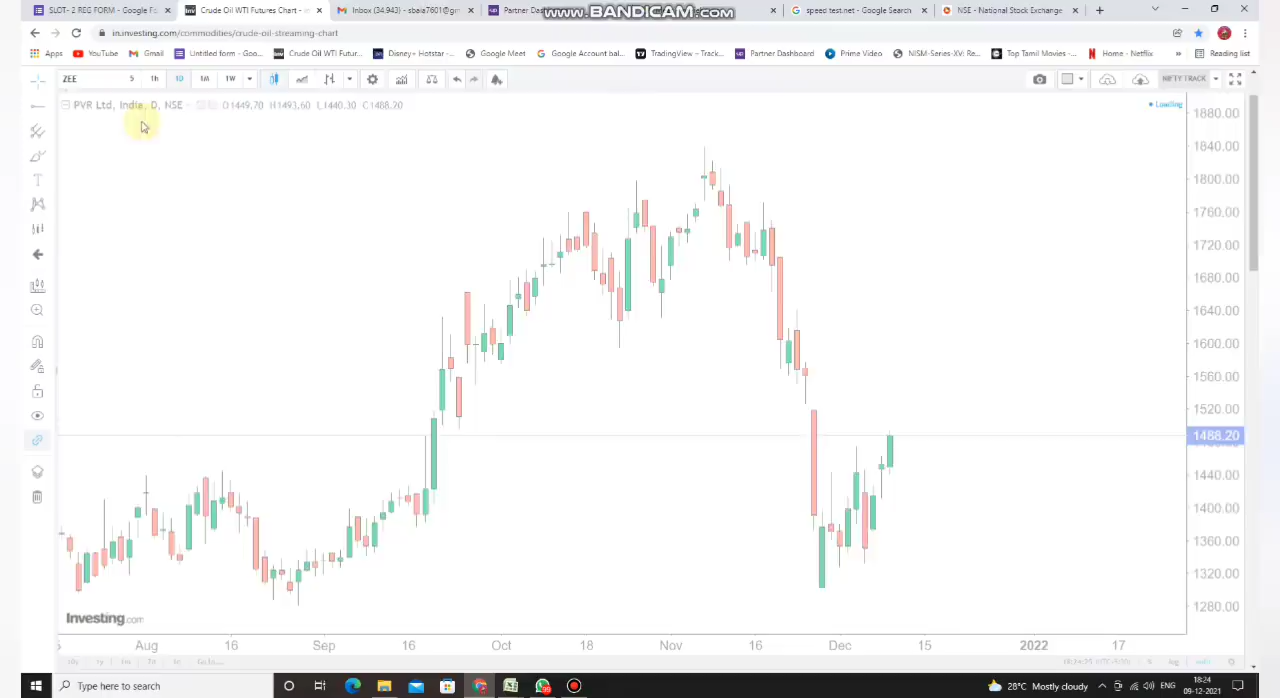 SLOT- 2 REG FORM - Google F
Crude Oil WTI Futures Chart -
Inbox (34,943) - sbaia7601@gm
Partner Das
www.BANDICAM.com
speed test.net - Google Search
NSE - National Stock Exchange
in.investing.com/commodities/crude-oil-streaming-chart
Apps
YouTube
Gmail
Untitled form - Goo...
Crude Oil WTI Futur...
Disney+ Hotstar -...
Google Meet
Google Account bal...
TradingView – Track...
Partner Dashboard
Prime Video
NISM-Series-XV: Re...
Top Tamil Movies -...
Home - Netflix
»
Reading list
ZEE
5
1h
1D
1M
1W
NIFTY TRACK
PVR Ltd, India, D, NSE
O1449.70 H1493.60 L1440.30 C1488.20
Loading
1880.00
1840.00
1800.00
1760.00
1720.00
1680.00
1640.00
1600.00
1560.00
1520.00
1488.20
1440.00
1400.00
1360.00
1320.00
1280.00
Investing.com
Aug
16
Sep
16
Oct
18
Nov
16
Dec
15
2022
17
Type here to search
28°C Mostly cloudy
ENG
18:24
09-12-2021